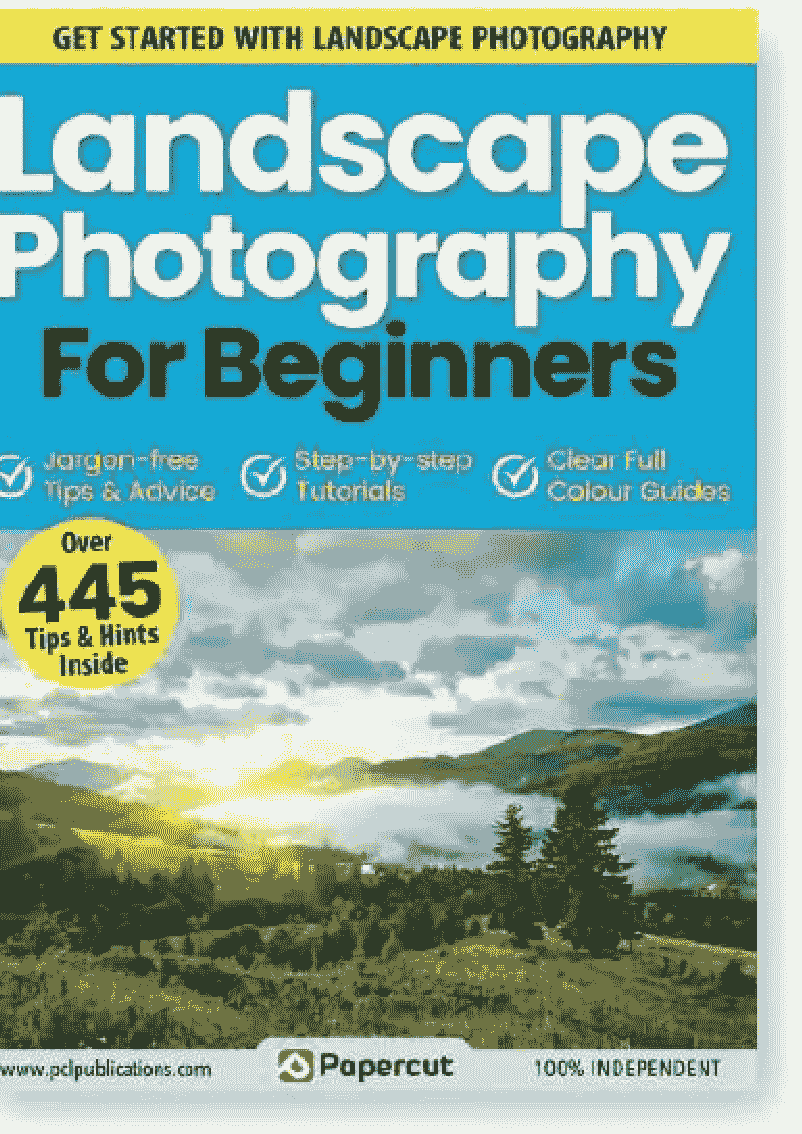 GET STARTED WITH LANDSCAPE PHOTOGRAPHY
Landscape
Photography
For Beginners
Jargon-free
Tips & Advice
Step-by-step
Tutorials
Clear Full
Colour Guides
Over
445
Tips & Hints
Inside
www.pclpublications.com
Papercut
100% INDEPENDENT